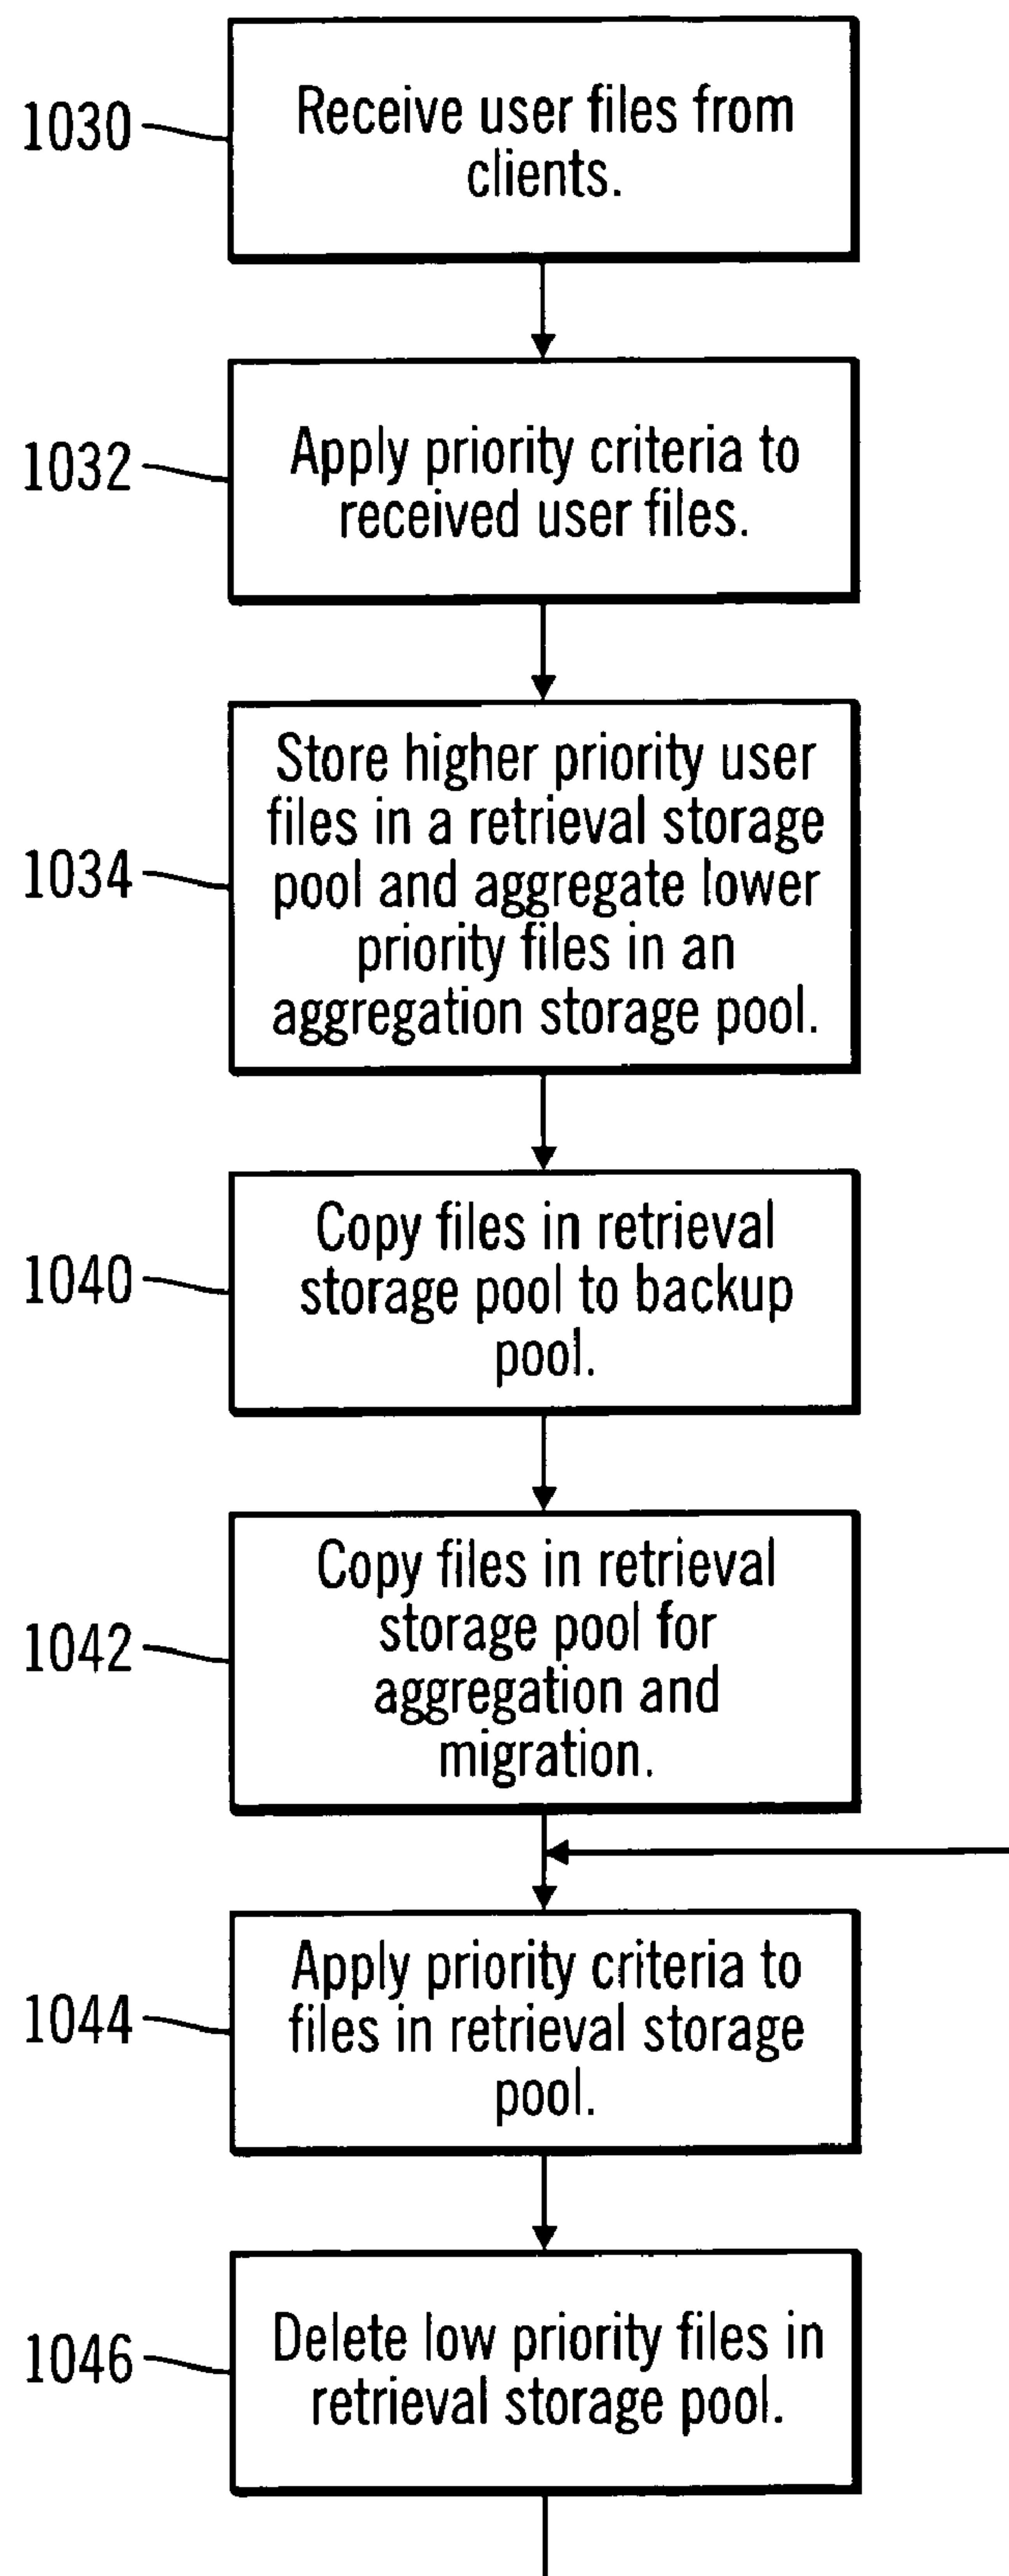 1030
Receive user files from
clients.
1032
Apply priority criteria to
received user files.
1034
Store higher priority user
files in a retrieval storage
pool and aggregate lower
priority files in an
aggregation storage pool.
1040
Copy files in retrieval
storage pool to backup
pool.
1042
Copy files in retrieval
storage pool for
aggregation and
migration.
1044
Apply priority criteria to
files in retrieval storage
pool.
1046
Delete low priority files in
retrieval storage pool.